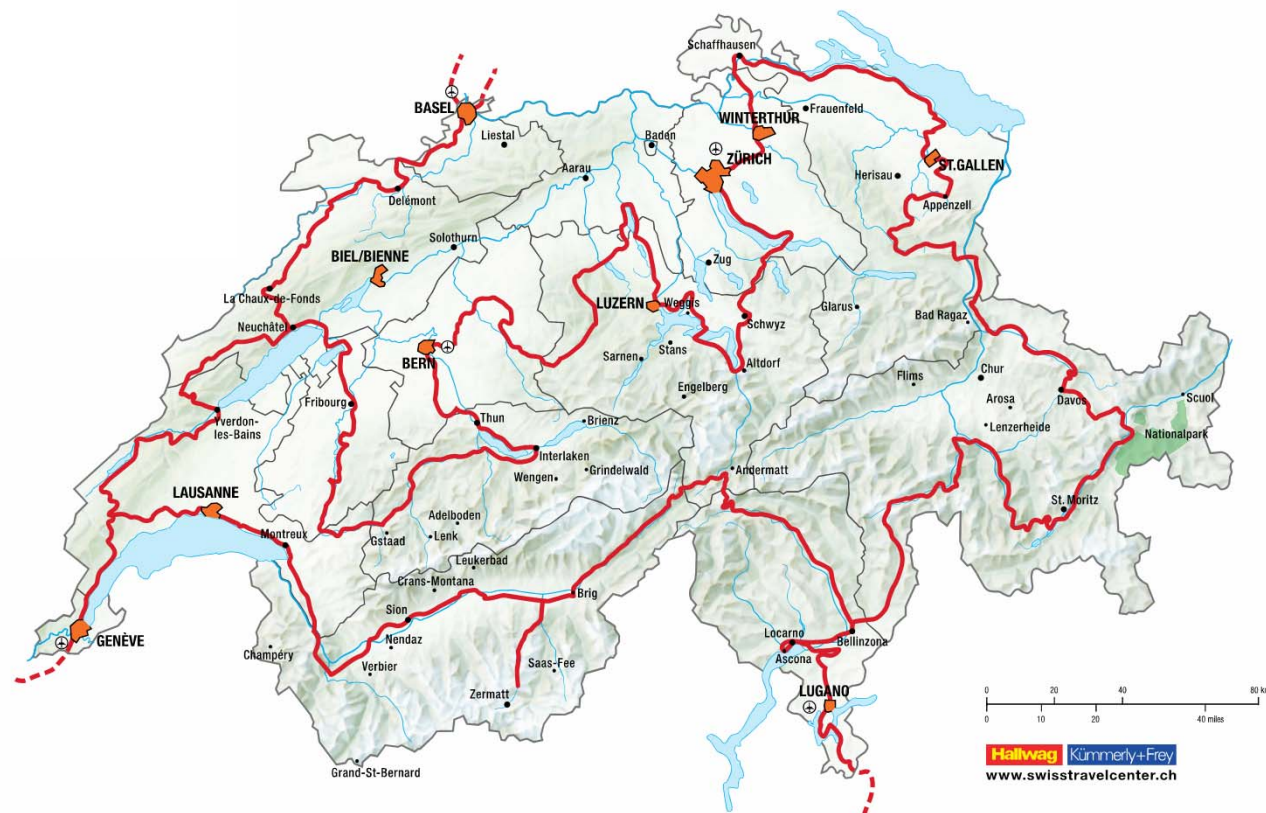 Schaffhausen
BASEL
Liestal
Frauenfeld
WINTERTHUR
Baden
ZÜRICH
ST.GALLEN
Aarau
Herisau
Delémont
Appenzell
Solothurn
BIEL/BIENNE
Zug
La Chaux-de-Fonds
LUZERN
Weggis
Glarus
Neuchâtel
Schwyz
Bad Ragaz
BERN
Stans
Sarnen
Altdorf
Engelberg
Flims
Chur
Fribourg
Arosa
Davos
Scuol
Yverdon-
les-Bains
Thun
Brienz
Lenzerheide
Nationalpark
Interlaken
Grindelwald
Wengen
Andermatt
LAUSANNE
St. Moritz
Adelboden
Gstaad
Lenk
Montreux
Leukerbad
Crans-Montana
Brig
Sion
GENÈVE
Nendaz
Champéry
Verbier
Saas-Fee
Locarno
Bellinzona
Ascona
Zermatt
LUGANO
0 20 40 80 k
0 10 20 40 miles
Grand-St-Bernard
Hallwag Kümmerly+Frey
www.swisstravelcenter.ch